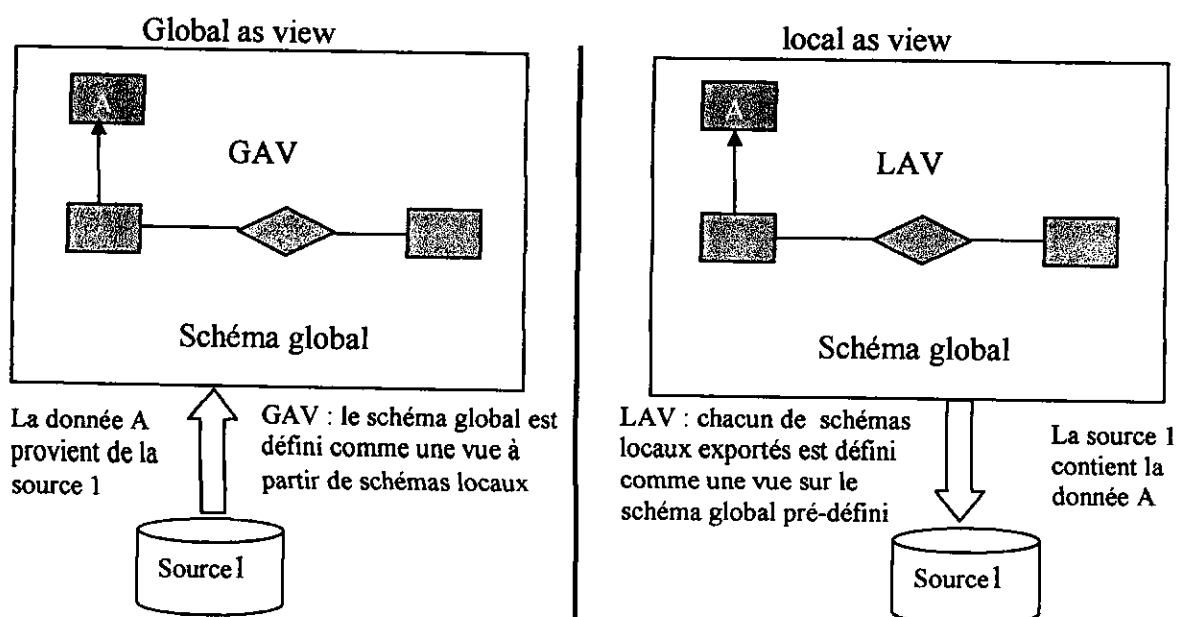 Global as view
A
GAV
Schéma global
La donnée A
provient de la
source 1
GAV : le schéma global est
défini comme une vue à
partir de schémas locaux
Source1
local as view
A
LAV
Schéma global
LAV : chacun de schémas
locaux exportés est défini
comme une vue sur le
schéma global pré-défini
La source 1
contient la
donnée A
Source1